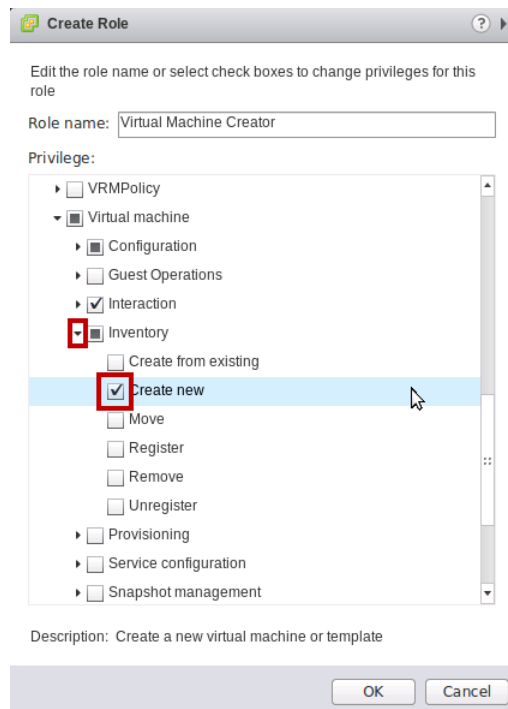 Create Role
?
Edit the role name or select check boxes to change privileges for this
role
Role name: Virtual Machine Creator
Privilege:
VRMPolicy
Virtual machine
Configuration
Guest Operations
Interaction
Inventory
Create from existing
Create new
Move
Register
Remove
Unregister
Provisioning
Service configuration
Snapshot management
Description: Create a new virtual machine or template
OK Cancel